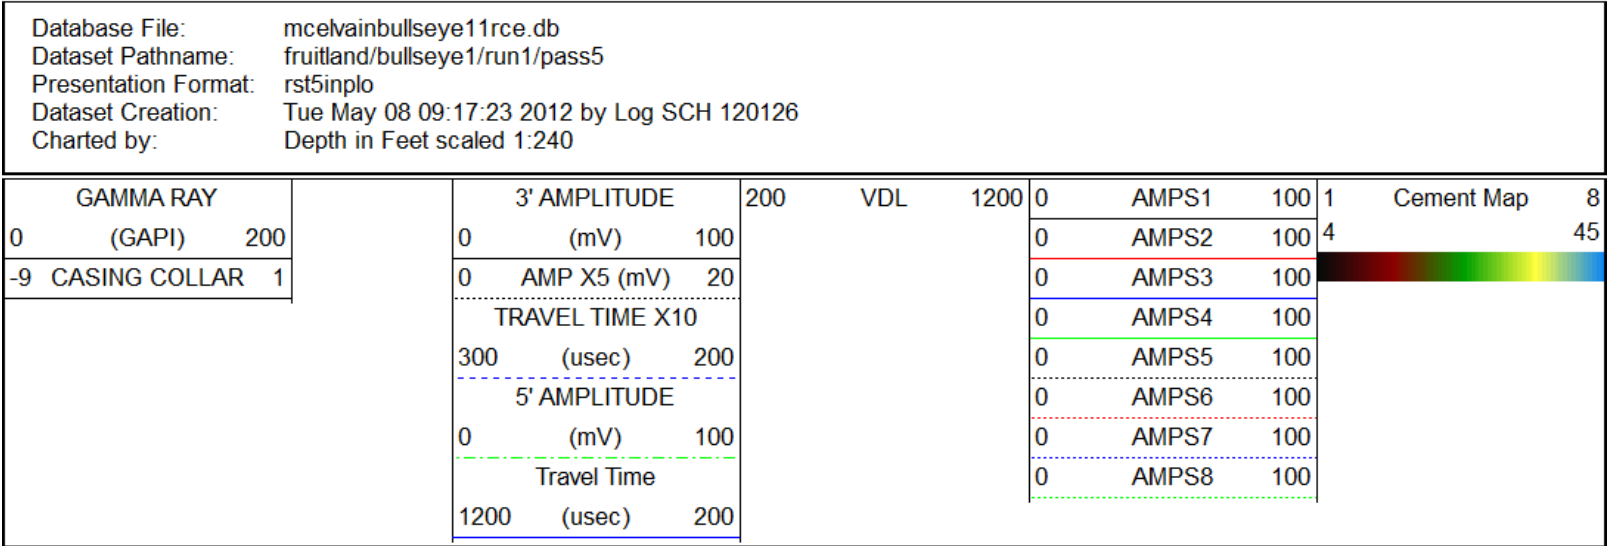 Database File: mcelvainbullseye11rce.db
Dataset Pathname: fruitland/bullseye1/run1/pass5
Presentation Format: rst5inplo
Dataset Creation: Tue May 08 09:17:23 2012 by Log SCH 120126
Charted by: Depth in Feet scaled 1:240
GAMMA RAY
0 (GAPI) 200
-9 CASING COLLAR 1
3' AMPLITUDE
0 (mV) 100
0 AMP X5 (mV) 20
TRAVEL TIME X10
300 (usec) 200
5' AMPLITUDE
0 (mV) 100
Travel Time
1200 (usec) 200
200 VDL 1200
0 AMPS1 100
0 AMPS2 100
0 AMPS3 100
0 AMPS4 100
0 AMPS5 100
0 AMPS6 100
0 AMPS7 100
0 AMPS8 100
1 Cement Map 8
4 45